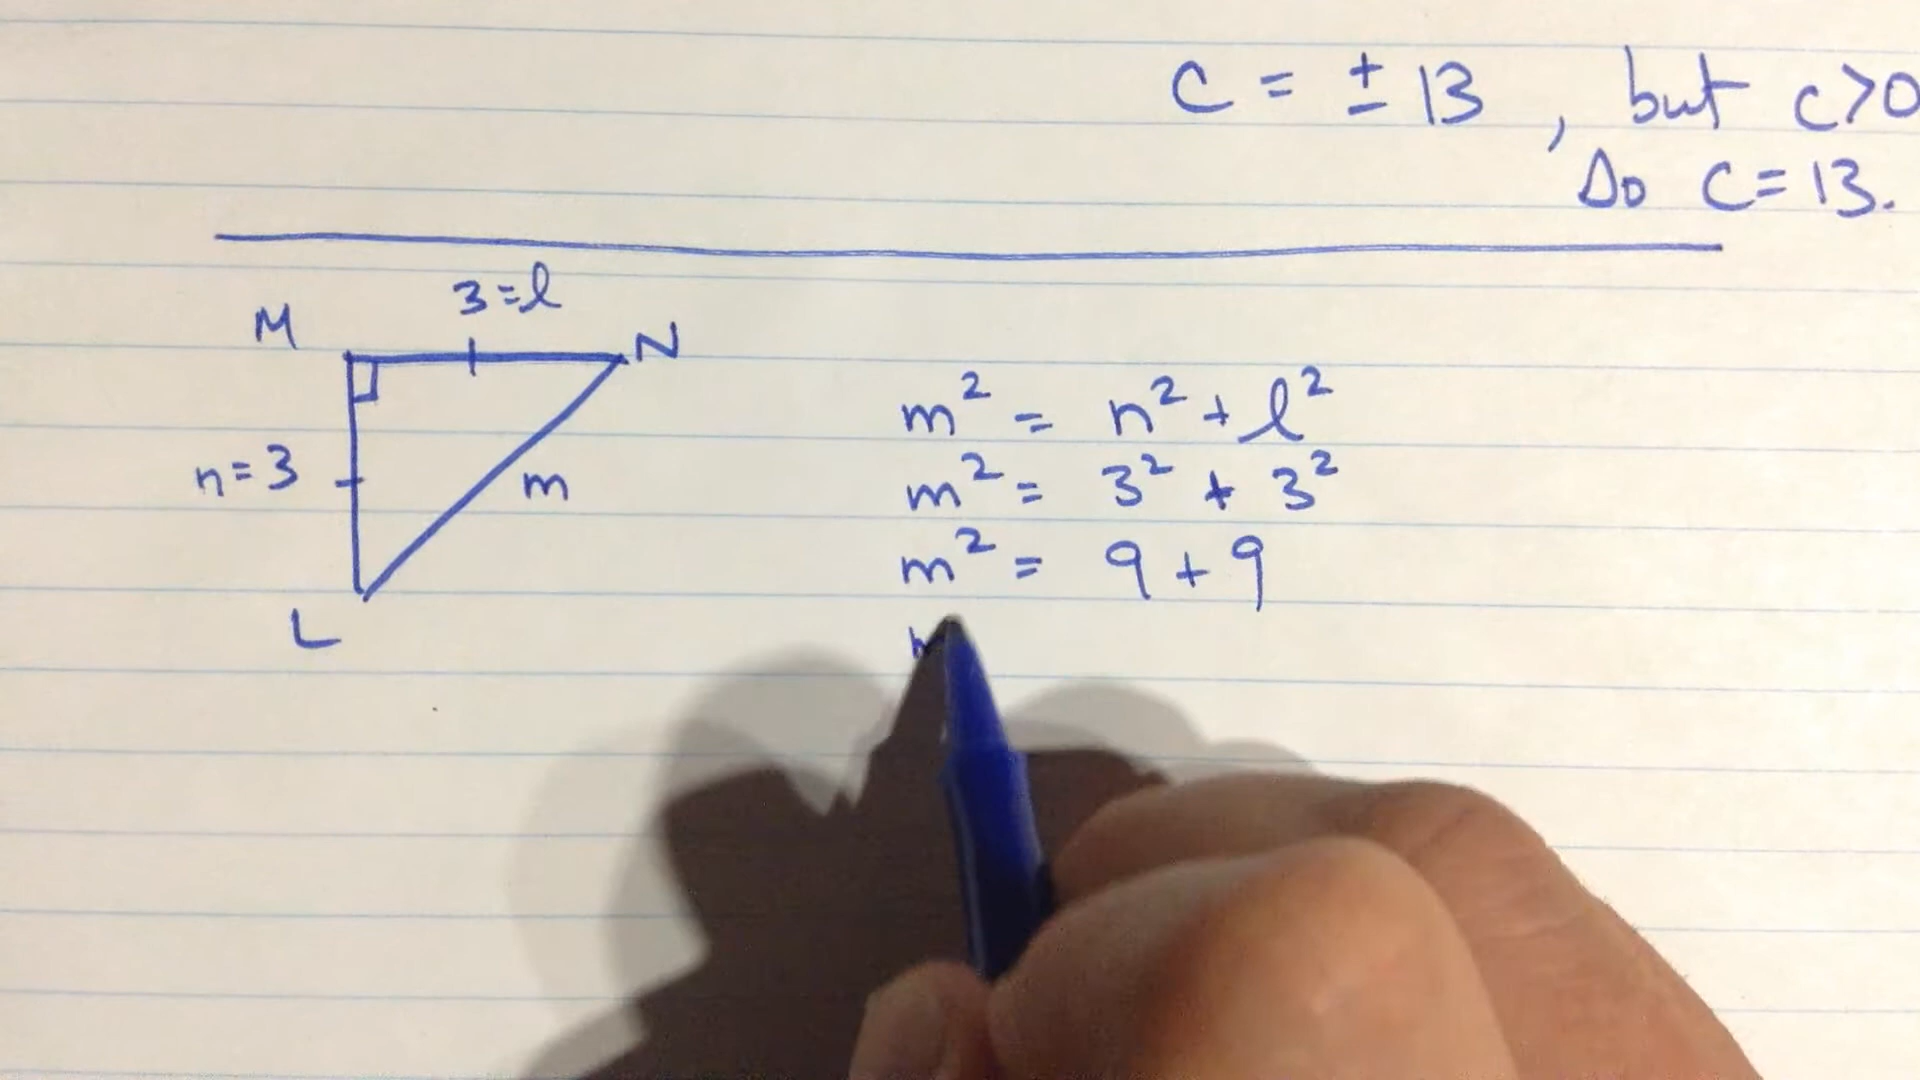 C = ± 13 , but c>0
So C=13.
3=l
M
N
n=3
m
L
m² = n² + l²
m² = 3² + 3²
m² = 9 + 9